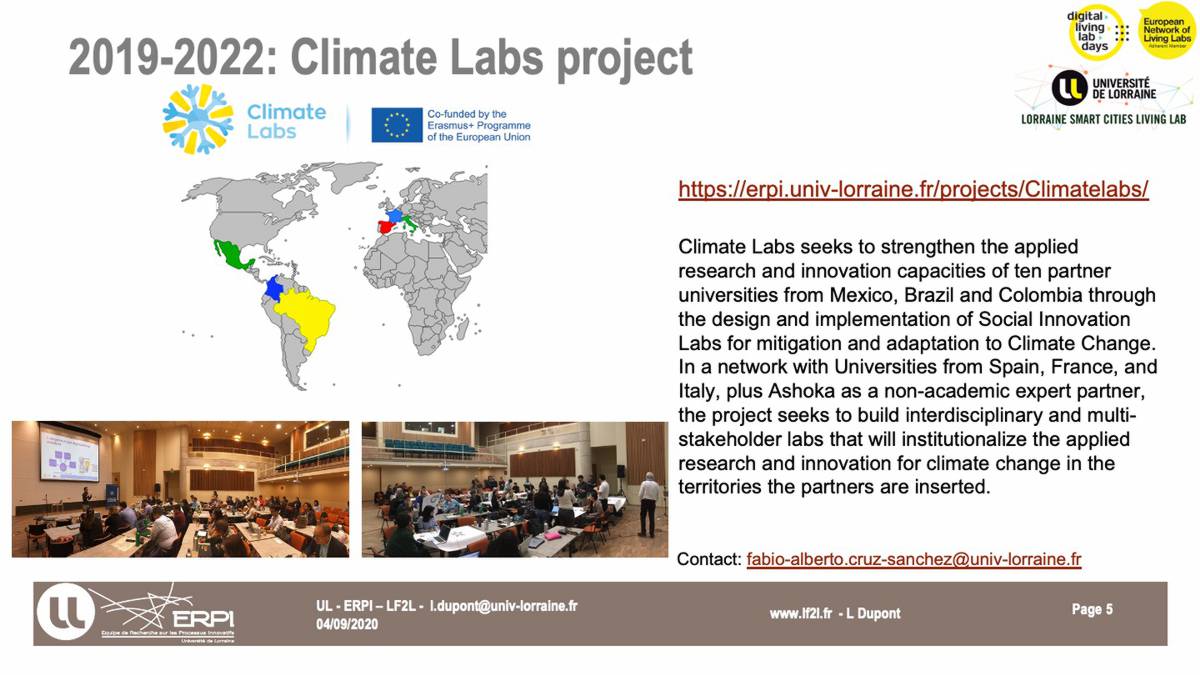 2019-2022: Climate Labs project
digital
living
lab
days
European
Network of
Living Labs
Adherent Member
UNIVERSITÉ
DE LORRAINE
LORRAINE SMART CITIES LIVING LAB
Climate
Labs
Co-funded by the
Erasmus+ Programme
of the European Union
https://erpi.univ-lorraine.fr/projects/Climatelabs/
Climate Labs seeks to strengthen the applied
research and innovation capacities of ten partner
universities from Mexico, Brazil and Colombia through
the design and implementation of Social Innovation
Labs for mitigation and adaptation to Climate Change.
In a network with Universities from Spain, France, and
Italy, plus Ashoka as a non-academic expert partner,
the project seeks to build interdisciplinary and multi-
stakeholder labs that will institutionalize the applied
research and innovation for climate change in the
territories the partners are inserted.
Contact: fabio-alberto.cruz-sanchez@univ-lorraine.fr
ERPI
Equipe de Recherche sur les Processus Innovatifs
Université de Lorraine
UL - ERPI – LF2L - l.dupont@univ-lorraine.fr
04/09/2020
www.lf2l.fr - L Dupont
Page 5